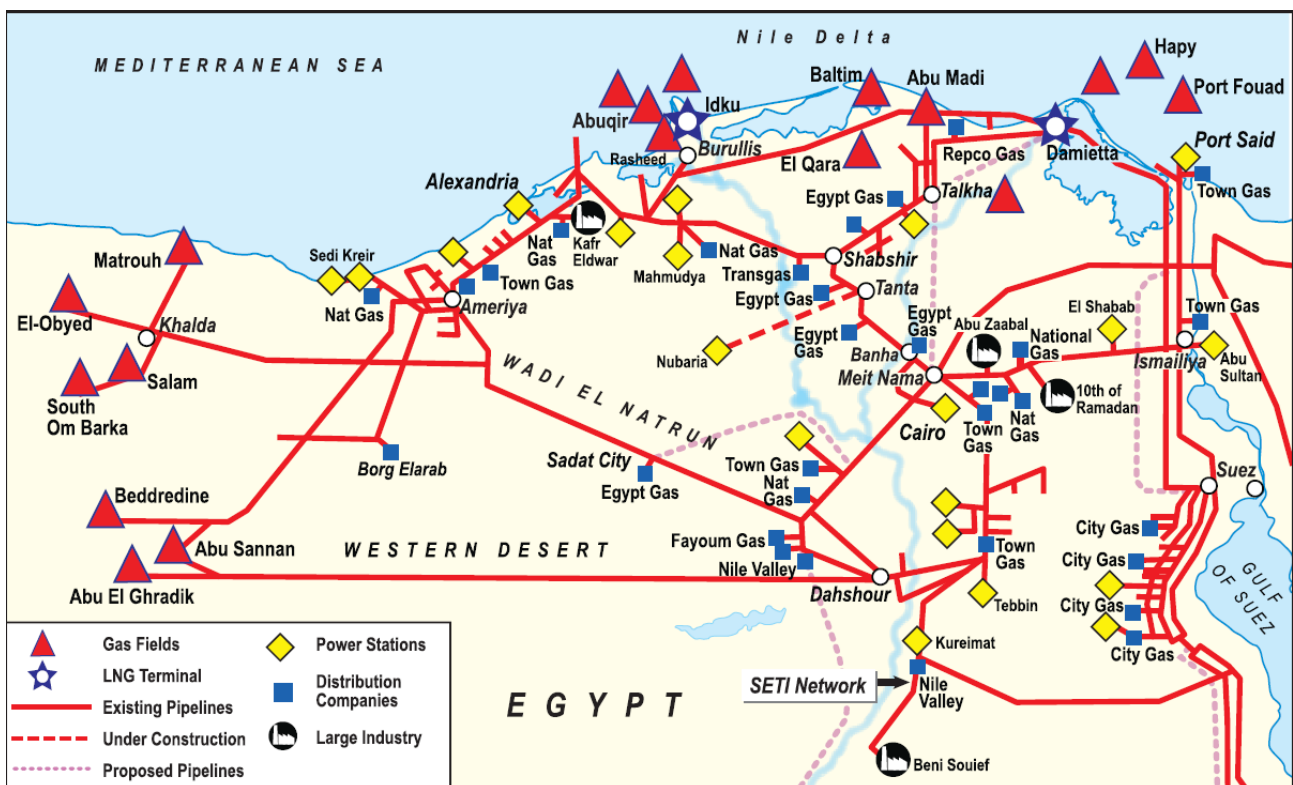 Nile Delta
MEDITERRANEAN SEA
Hapy
Baltim
Abu Madi
Port Fouad
Idku
Abuqir
Port Said
Burullis
Rasheed
El Qara
Repco Gas
Damietta
Town Gas
Alexandria
Egypt Gas
Talkha
Nat
Gas
Kafr
Eldwar
Sedi Kreir
Nat Gas
Mahmudya
Transgas
Shabshir
Matrouh
Town Gas
Egypt Gas
Tanta
El Shabab
Town Gas
El-Obyed
Khalda
Nat Gas
Ameriya
Egypt
Gas
Egypt
Gas
Abu Zaabal
National
Gas
Nubaria
Banha
Meit Nama
Ismailiya
Abu
Sultan
Salam
WADI EL NATRUN
10th of
Ramadan
South
Om Barka
Cairo
Town
Gas
Nat
Gas
Borg Elarab
Sadat City
Egypt Gas
Town Gas
Nat
Gas
Suez
Beddredine
City Gas
Abu Sannan
WESTERN DESERT
Fayoum Gas
Nile Valley
Town
Gas
City Gas
Abu El Ghradik
Dahshour
Tebbin
City Gas
GULF
OF SUEZ
Kureimat
City Gas
SETI Network
Nile
Valley
EGYPT
Beni Souief
Gas Fields
LNG Terminal
Existing Pipelines
Under Construction
Proposed Pipelines
Power Stations
Distribution
Companies
Large Industry